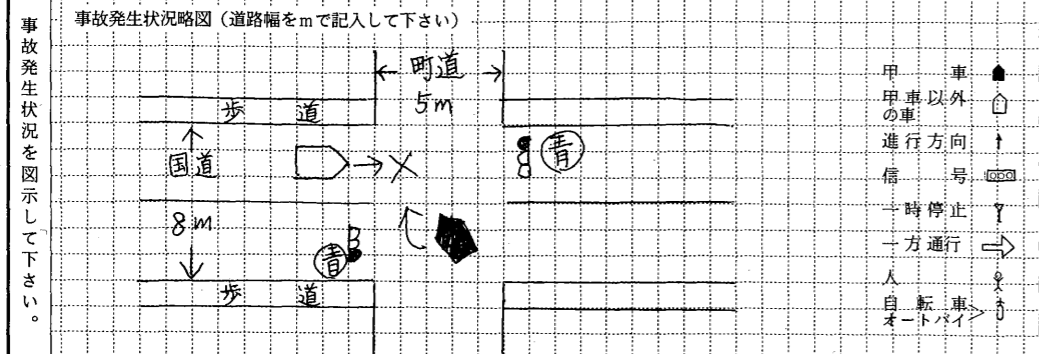 事故発生状況を図示して下さい。
事故発生状況略図（道路幅をmで記入して下さい）
町道
5m
歩道
国道
8m
青
青
歩道
甲車
甲車以外の車
進行方向
信号
一時停止
一方通行
人
自転車
オートバイ